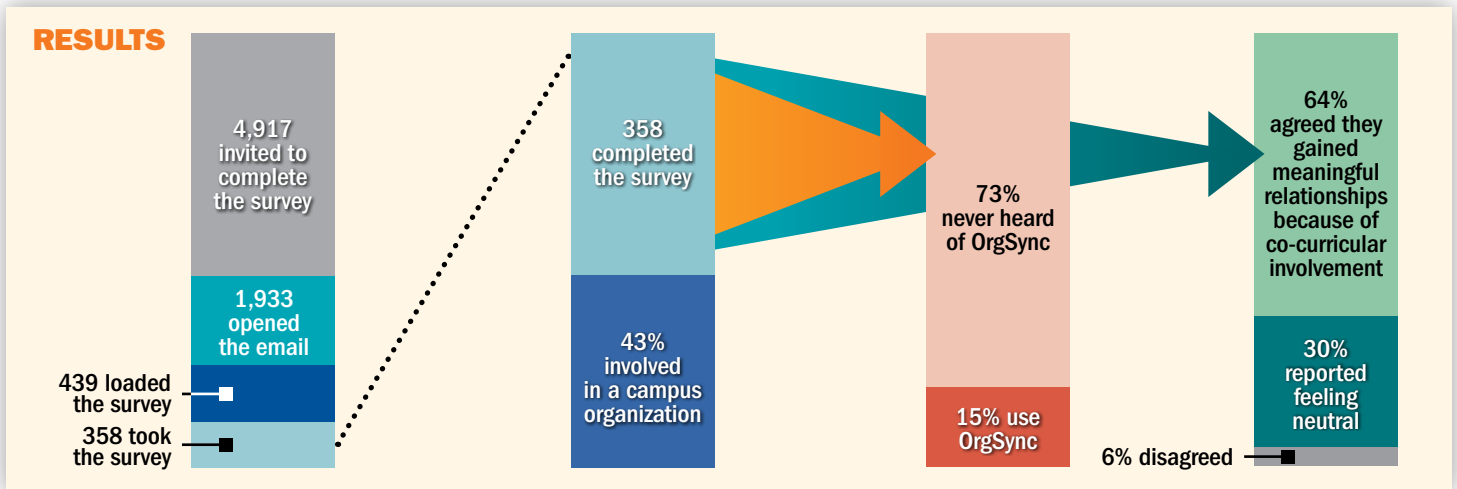 RESULTS
4,917
invited to
complete
the survey
1,933
opened
the email
439 loaded
the survey
358 took
the survey
358
completed
the survey
43%
involved
in a campus
organization
73%
never heard
of OrgSync
15% use
OrgSync
64%
agreed they
gained
meaningful
relationships
because of
co-curricular
involvement
30%
reported
feeling
neutral
6% disagreed